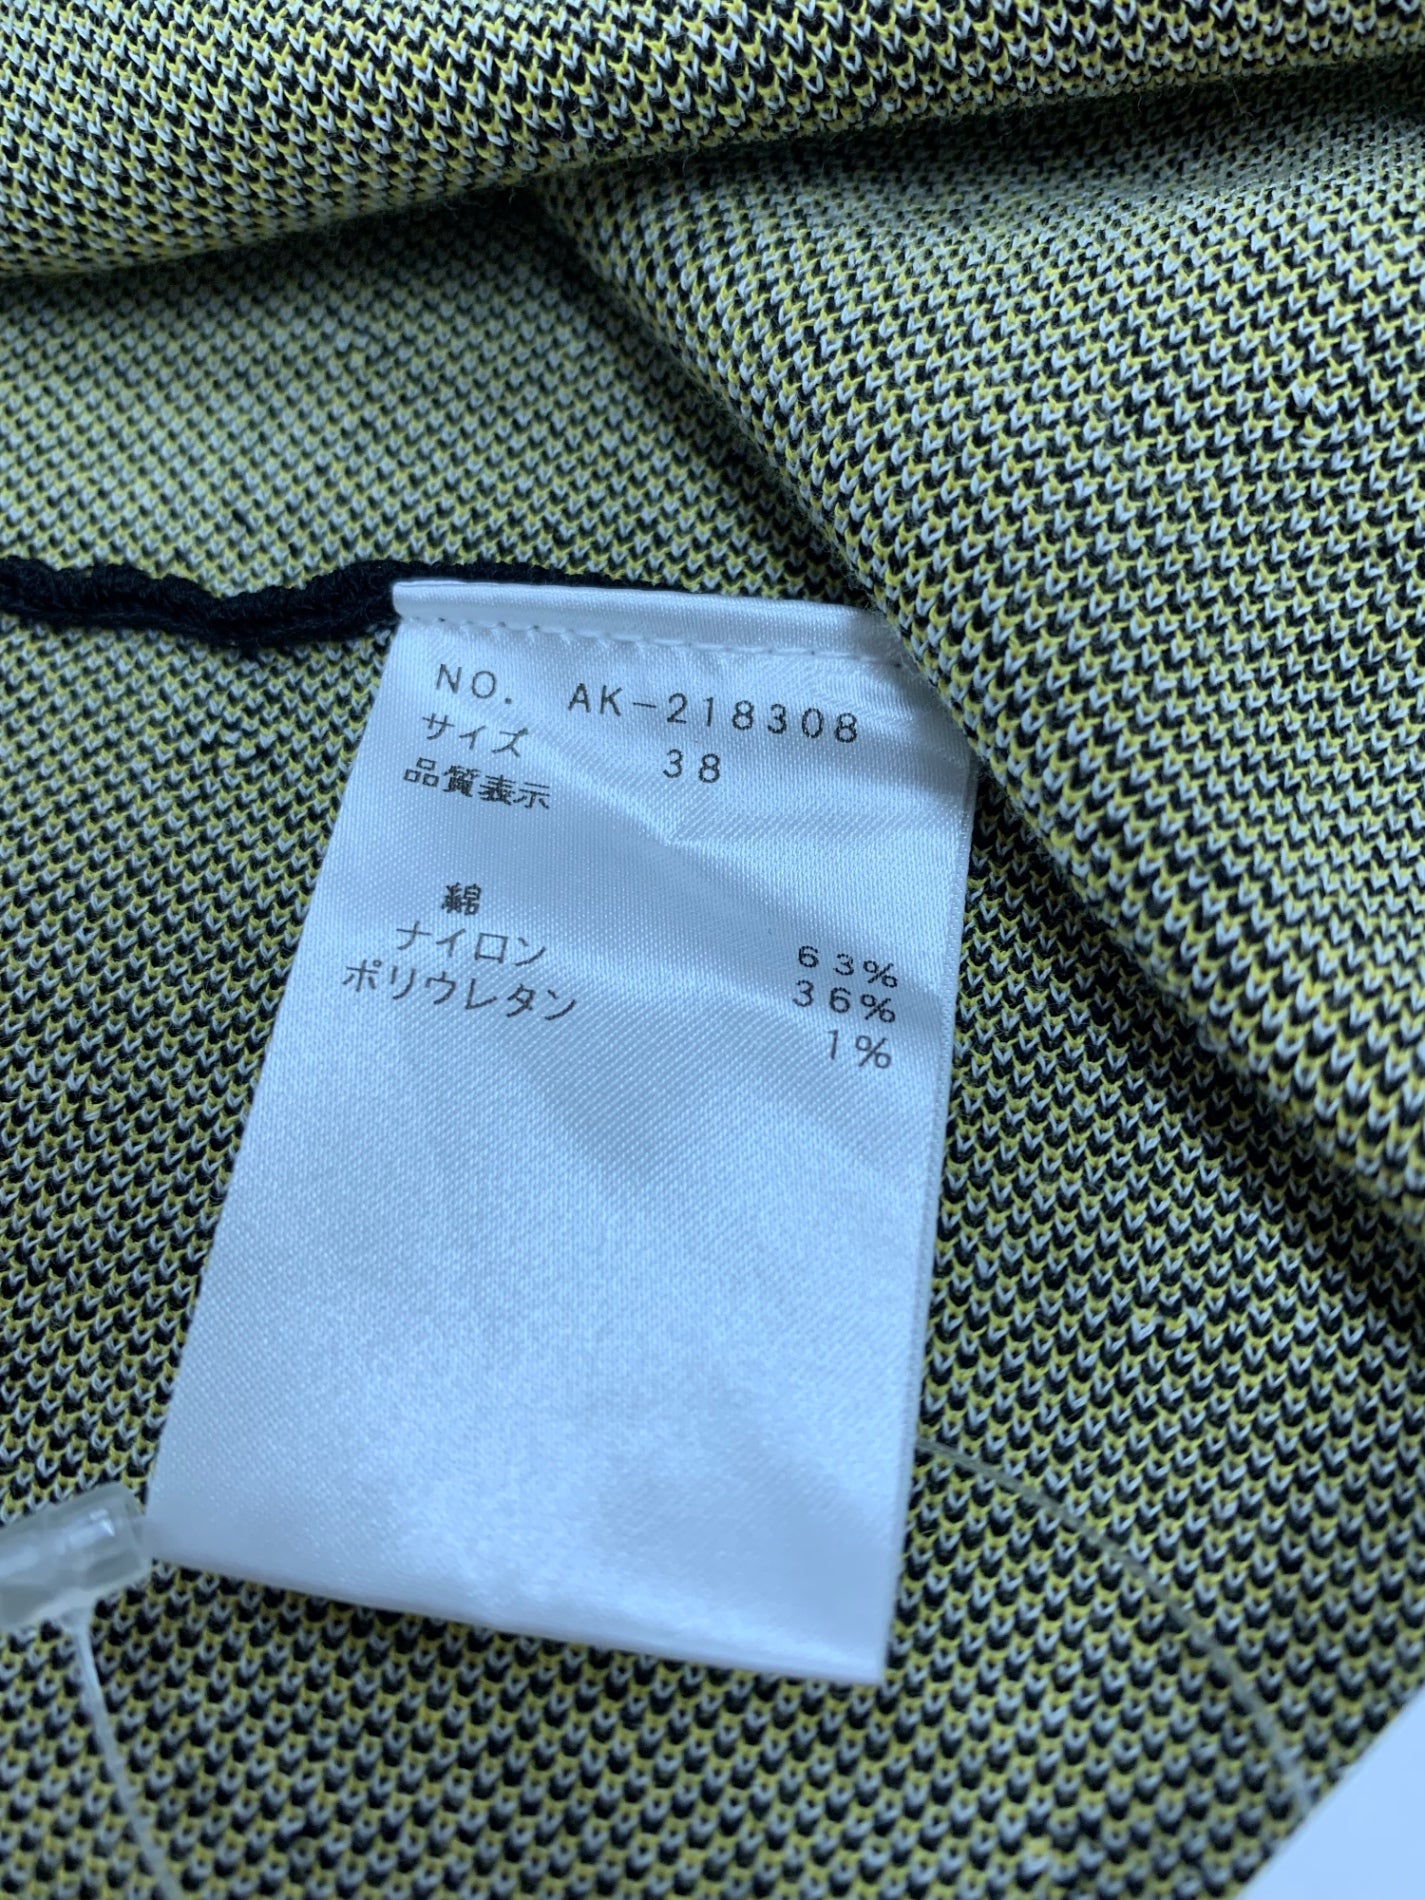 NO. AK-218308
サイズ 38
品質表示
綿 63%
ナイロン 36%
ポリウレタン 1%